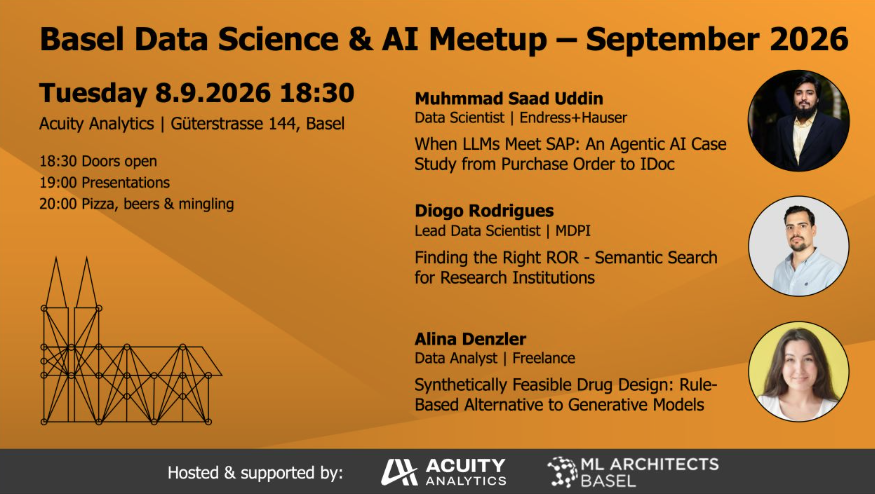 Basel Data Science & AI Meetup – September 2026
Tuesday 8.9.2026 18:30
Acuity Analytics | Güterstrasse 144, Basel
18:30 Doors open
19:00 Presentations
20:00 Pizza, beers & mingling
Muhmmad Saad Uddin
Data Scientist | Endress+Hauser
When LLMs Meet SAP: An Agentic AI Case
Study from Purchase Order to IDoc
Diogo Rodrigues
Lead Data Scientist | MDPI
Finding the Right ROR - Semantic Search
for Research Institutions
Alina Denzler
Data Analyst | Freelance
Synthetically Feasible Drug Design: Rule-
Based Alternative to Generative Models
Hosted & supported by:
ACUITY
ANALYTICS
ML ARCHITECTS
BASEL